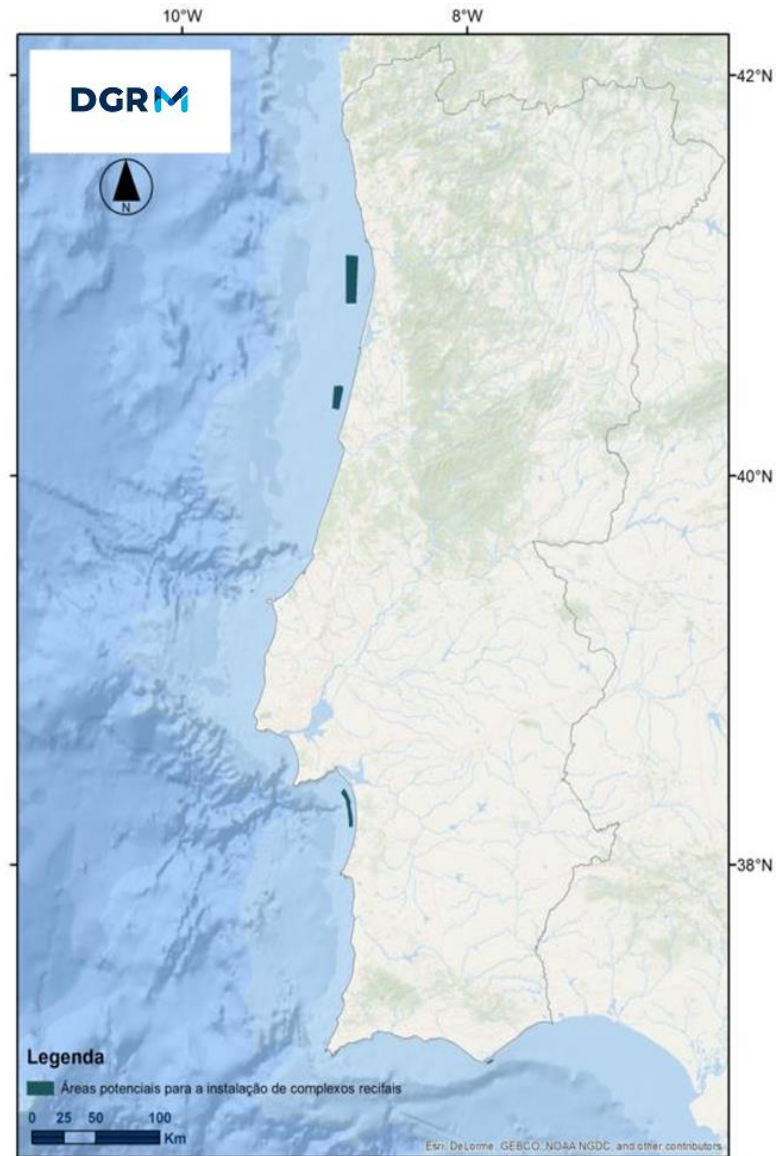 10°W 8°W
DGRM
N
42°N
40°N
38°N
Legenda
Áreas potenciais para a instalação de complexos recifais
0 25 50 100
Km
Esri, DeLorme, GEBCO, NOAA NGDC, and other contributors